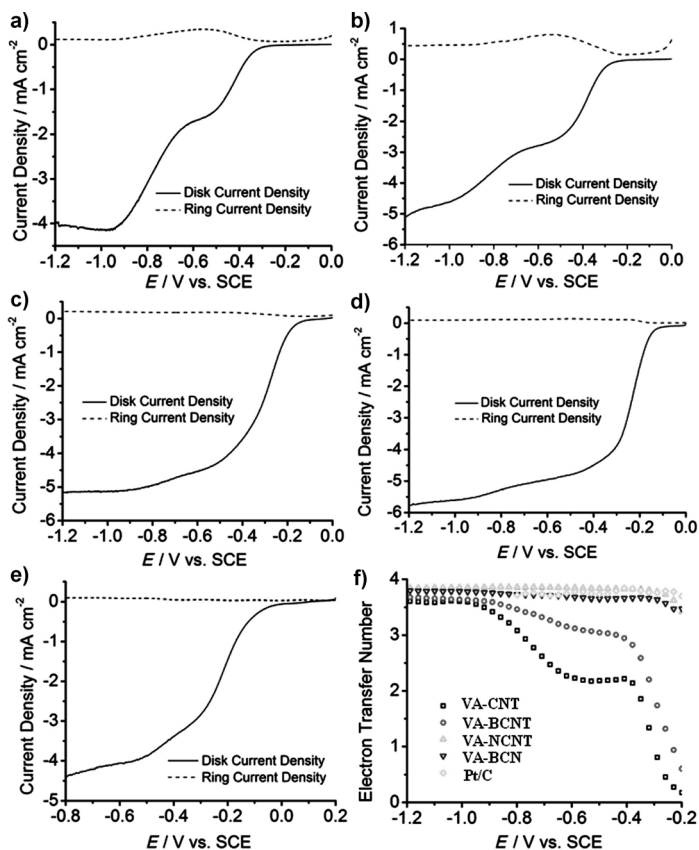 a)
Current Density / mA cm-2
1
0
-1
-2
-3
-4
Disk Current Density
Ring Current Density
-1.2 -1.0 -0.8 -0.6 -0.4 -0.2 0.0
E / V vs. SCE
b)
Current Density / mA cm-2
1
0
-1
-2
-3
-4
-5
-6
Disk Current Density
Ring Current Density
-1.2 -1.0 -0.8 -0.6 -0.4 -0.2 0.0
E / V vs. SCE
c)
Current Density / mA cm-2
0
-1
-2
-3
-4
-5
-6
Disk Current Density
Ring Current Density
-1.2 -1.0 -0.8 -0.6 -0.4 -0.2 0.0
E / V vs. SCE
d)
Current Density / mA cm-2
0
-1
-2
-3
-4
-5
-6
Disk Current Density
Ring Current Density
-1.2 -1.0 -0.8 -0.6 -0.4 -0.2 0.0
E / V vs. SCE
e)
Current Density / mA cm-2
0
-1
-2
-3
-4
-5
Disk Current Density
Ring Current Density
-0.8 -0.6 -0.4 -0.2 0.0 0.2
E / V vs. SCE
f)
Electron Transfer Number
4
3
2
1
0
VA-CNT
VA-BCNT
VA-NCNT
VA-BCN
Pt/C
-1.2 -1.0 -0.8 -0.6 -0.4 -0.2
E / V vs. SCE